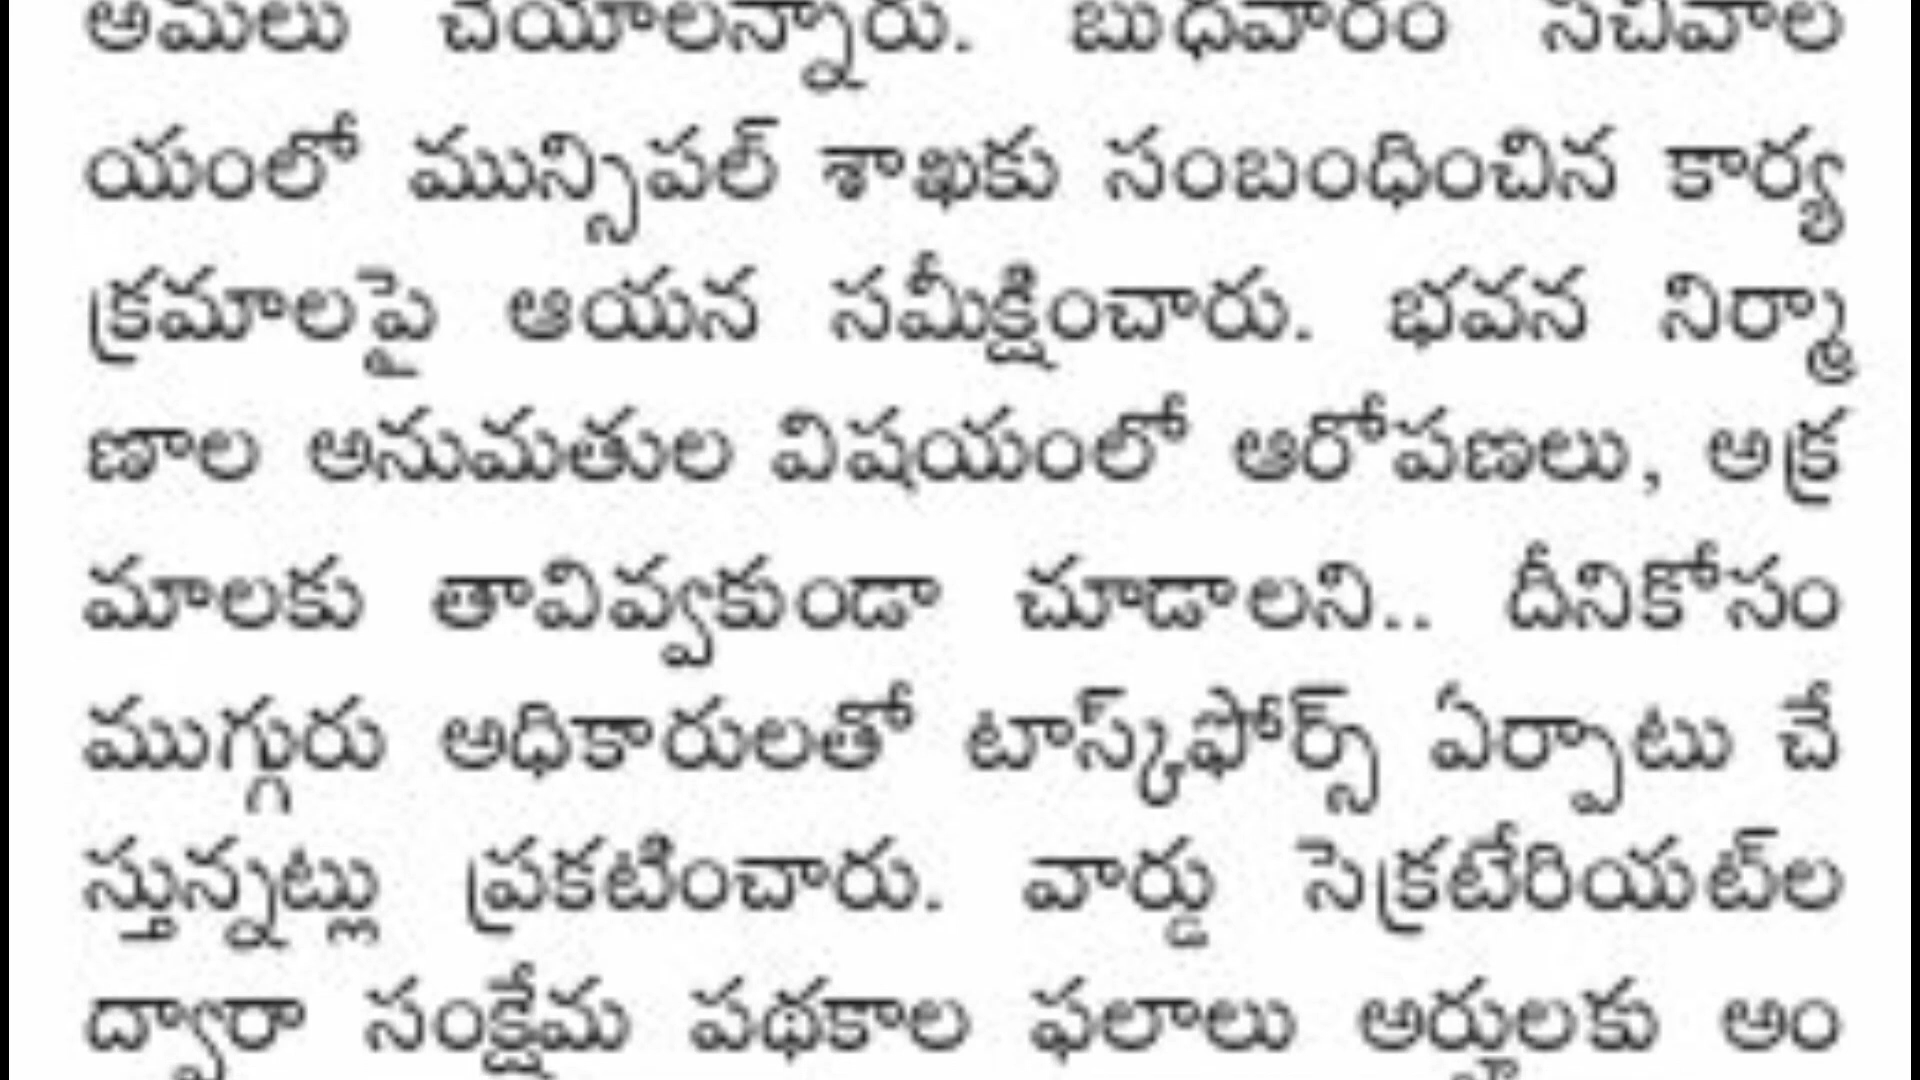 అమలు చేయాలన్నారు. బుధవారం సచివాల
యంలో మున్సిపల్ శాఖకు సంబంధించిన కార్య
క్రమాలపై ఆయన సమీక్షించారు. భవన నిర్మా
ణాల అనుమతుల విషయంలో ఆరోపణలు, అక్ర
మాలకు తావివ్వకుండా చూడాలని.. దీనికోసం
ముగ్గురు అధికారులతో టాస్క్‌ఫోర్స్ ఏర్పాటు చే
స్తున్నట్లు ప్రకటించారు. వార్డు సెక్రటేరియట్‌ల
ద్వారా సంక్షేమ పథకాల ఫలాలు అర్హులకు అం